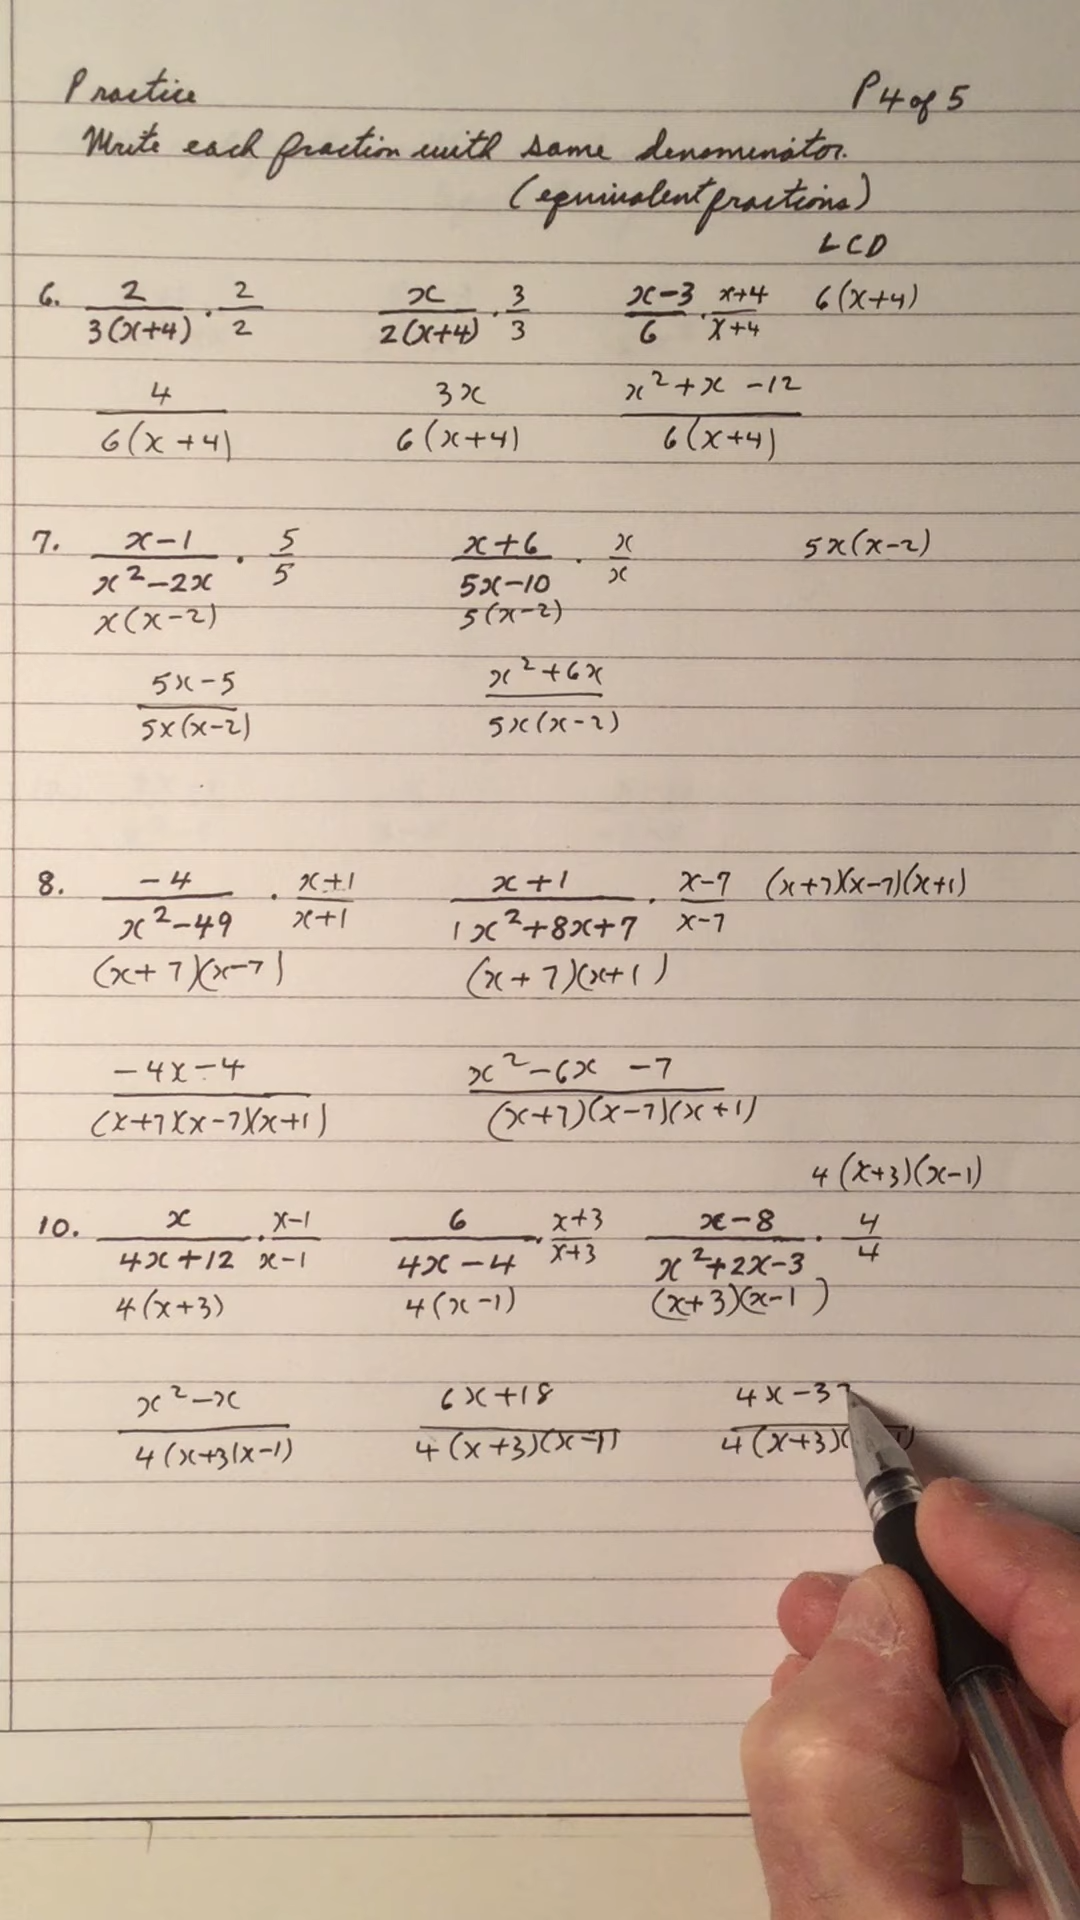 Practice P 4 of 5
Write each fraction with same denominator.
(equivalent fractions)
LCD
6. 2/3(x+4) · 2/2 x/2(x+4) · 3/3 x-3/6 · x+4/x+4 6(x+4)
4/6(x+4) 3x/6(x+4) x²+x -12/6(x+4)
7. x-1/x²-2x · 5/5 x+6/5x-10 · x/x 5x(x-2)
x(x-2) 5(x-2)
5x-5/5x(x-2) x²+6x/5x(x-2)
8. -4/x²-49 · x+1/x+1 x+1/1x²+8x+7 · x-7/x-7 (x+7)(x-7)(x+1)
(x+7)(x-7) (x+7)(x+1)
-4x-4/(x+7)(x-7)(x+1) x²-6x -7/(x+7)(x-7)(x+1)
4(x+3)(x-1)
10. x/4x+12 · x-1/x-1 6/4x-4 · x+3/x+3 x-8/x²+2x-3 · 4/4
4(x+3) 4(x-1) (x+3)(x-1)
x²-x/4(x+3(x-1) 6x+18/4(x+3)(x-1) 4x-3 /4(x+3)( 1)